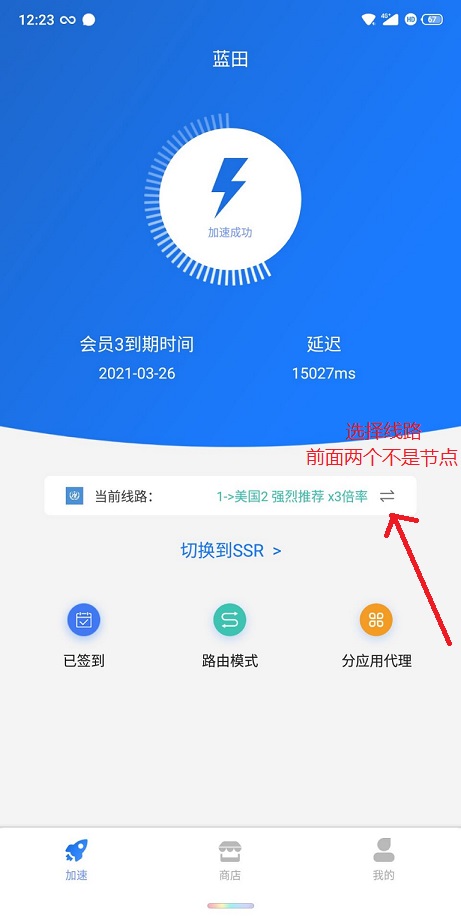 12:23
4G
HD
67
蓝田
加速成功
会员3到期时间
延迟
2021-03-26
15027ms
选择线路
前面两个不是节点
当前线路：
1->美国2 强烈推荐 x3倍率
切换到SSR >
已签到
路由模式
分应用代理
加速
商店
我的